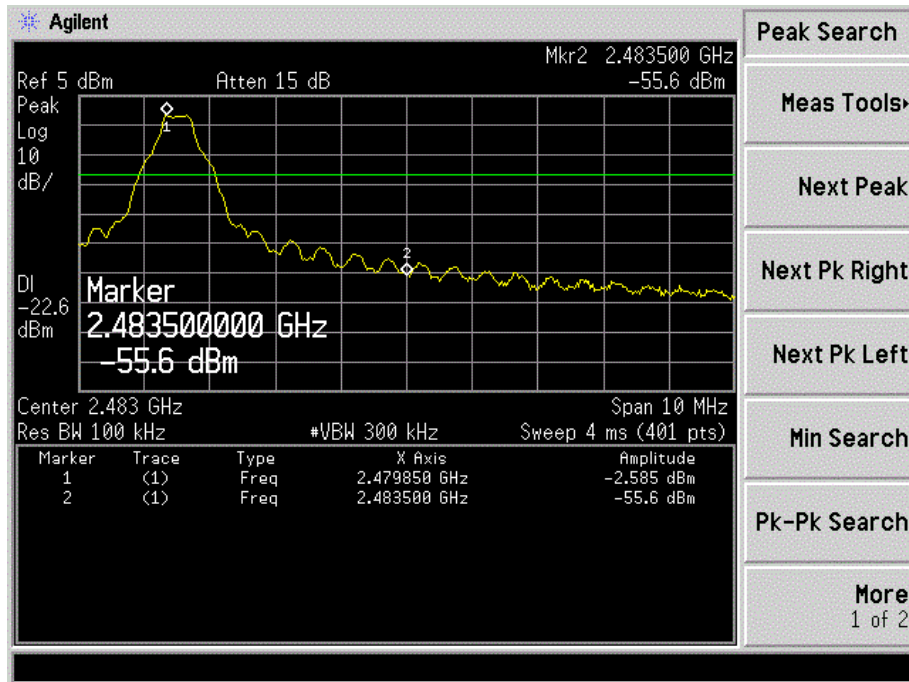 Agilent
Peak Search
Mkr2 2.483500 GHz
Ref 5 dBm Atten 15 dB -55.6 dBm
Peak
Log
10
dB/
1
2
DI
-22.6
dBm
Marker
2.483500000 GHz
-55.6 dBm
Center 2.483 GHz Span 10 MHz
Res BW 100 kHz #VBW 300 kHz Sweep 4 ms (401 pts)
Marker Trace Type X Axis Amplitude
1 (1) Freq 2.479850 GHz -2.585 dBm
2 (1) Freq 2.483500 GHz -55.6 dBm
Meas Tools
Next Peak
Next Pk Right
Next Pk Left
Min Search
Pk-Pk Search
More
1 of 2